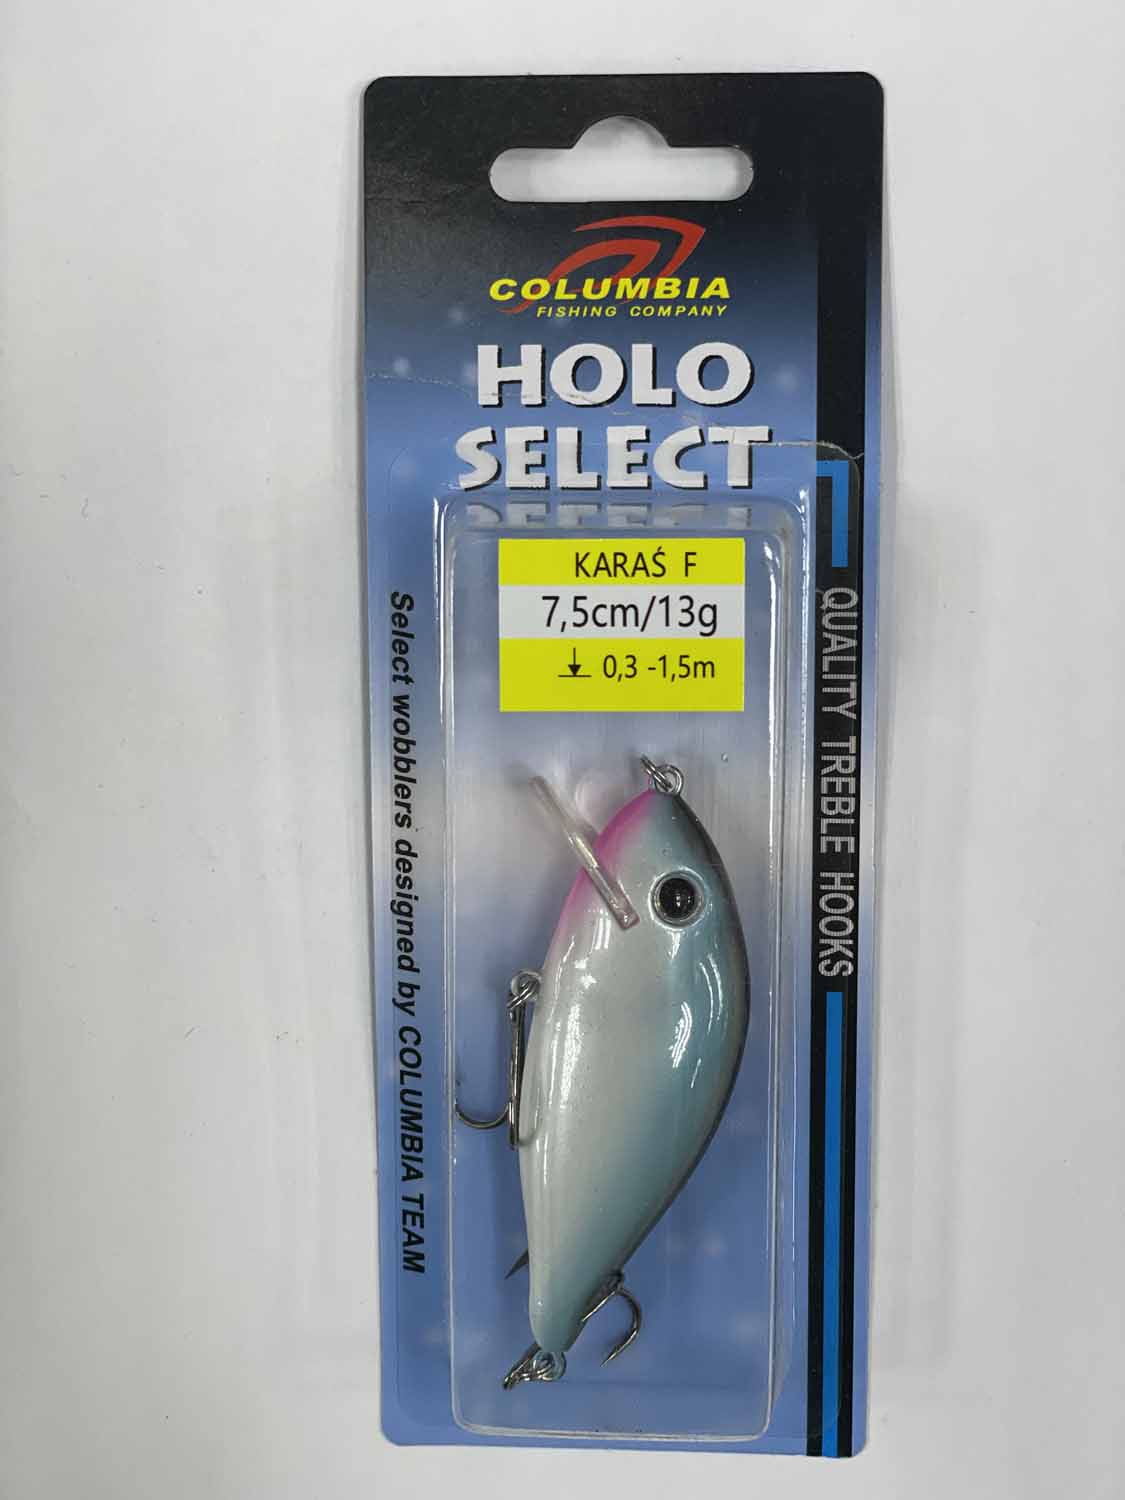 COLUMBIA
FISHING COMPANY
HOLO
SELECT
KARAŚ F
7,5cm/13g
0,3 -1,5m
Select wobblers designed by COLUMBIA TEAM
QUALITY TREBLE HOOKS